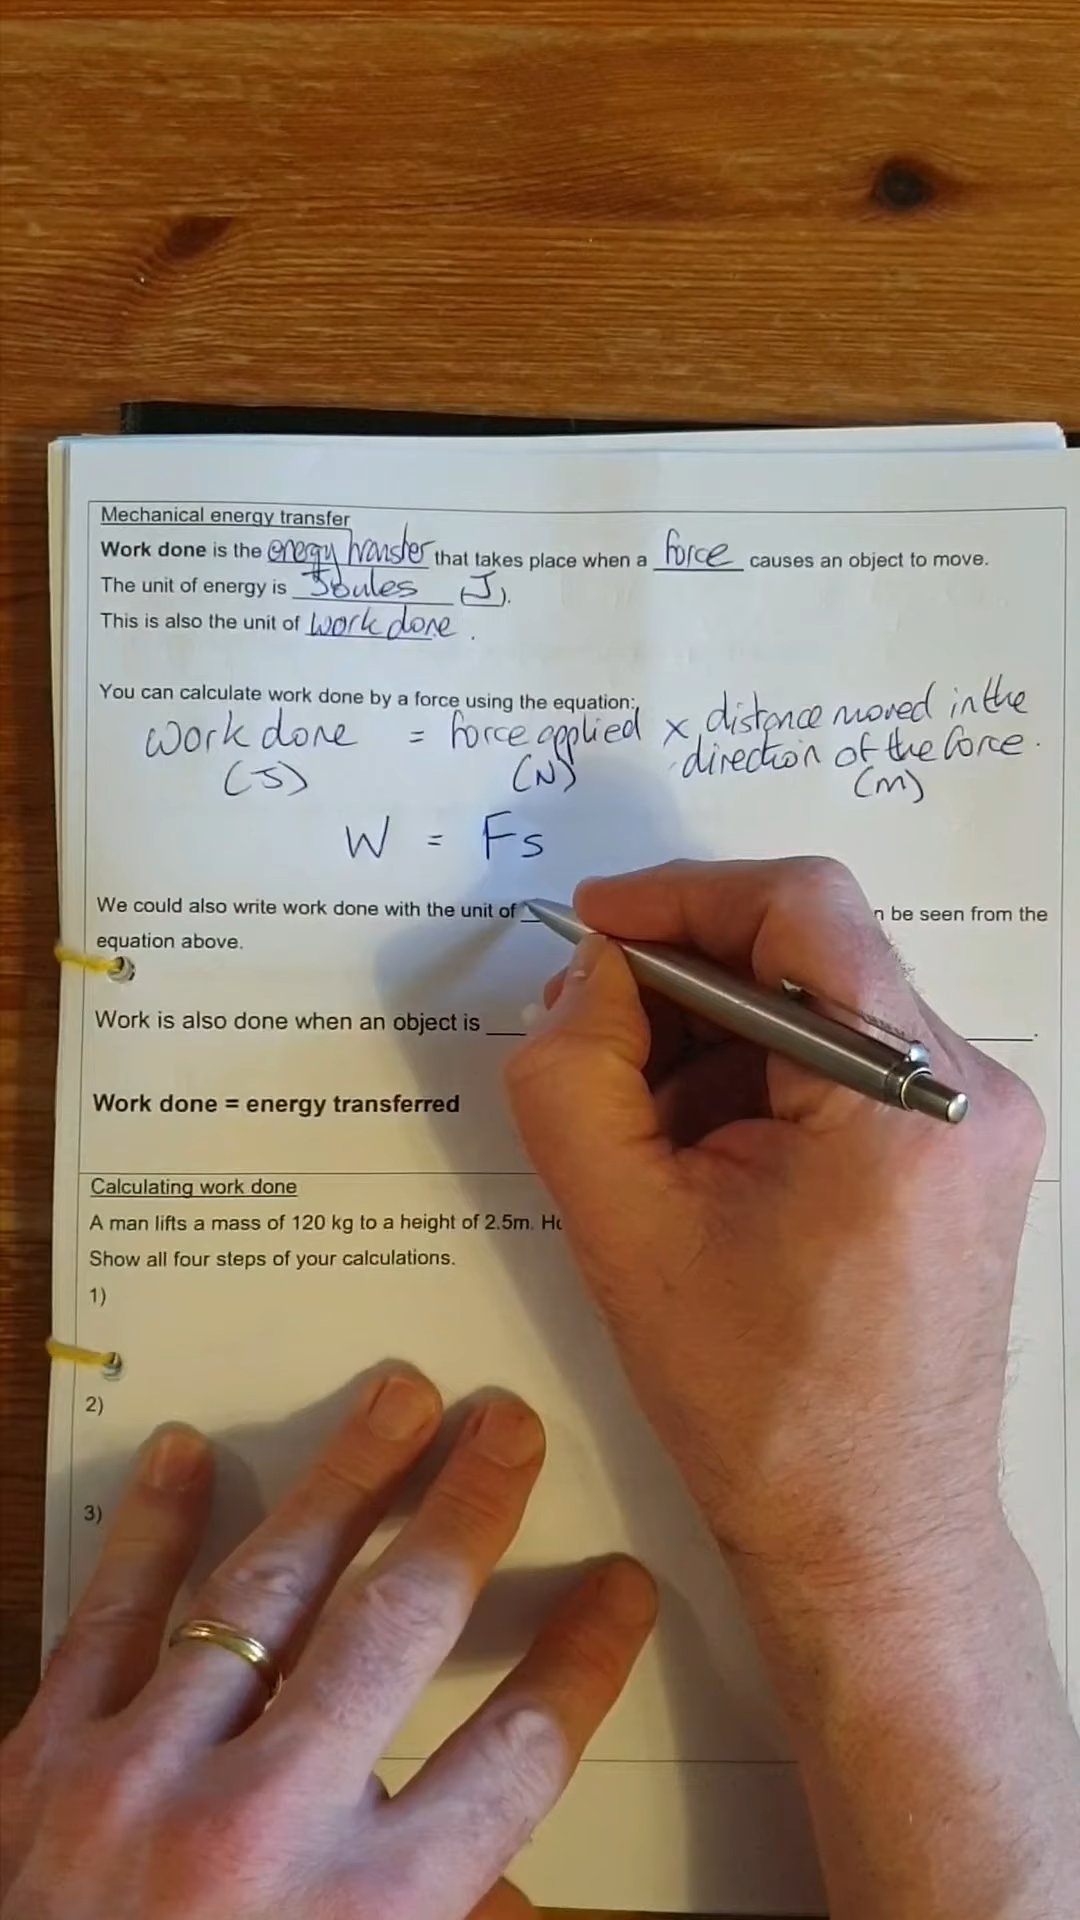 Mechanical energy transfer
Work done is the energy transfer that takes place when a force causes an object to move.
The unit of energy is Joules (J).
This is also the unit of work done.
You can calculate work done by a force using the equation:
work done = force applied x distance moved in the
direction of the force.
(J) (N) (m)
W = Fs
We could also write work done with the unit of n be seen from the
equation above.
Work is also done when an object is ____ ____.
Work done = energy transferred
Calculating work done
A man lifts a mass of 120 kg to a height of 2.5m.
Show all four steps of your calculations.
1)
2)
3)